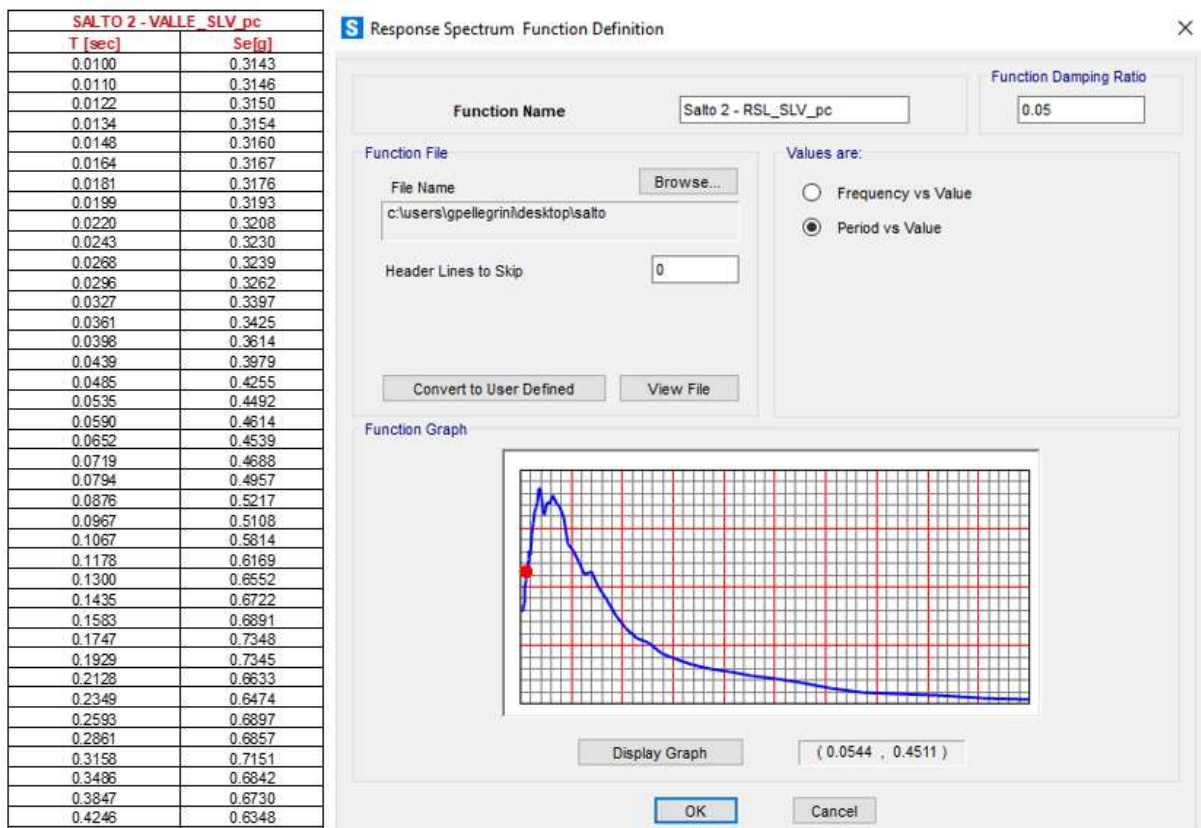 SALTO 2 - VALLE_SLV_pc
T [sec] Se[g]
0.0100 0.3143
0.0110 0.3146
0.0122 0.3150
0.0134 0.3154
0.0148 0.3160
0.0164 0.3167
0.0181 0.3176
0.0199 0.3193
0.0220 0.3208
0.0243 0.3230
0.0268 0.3239
0.0296 0.3262
0.0327 0.3397
0.0361 0.3425
0.0398 0.3614
0.0439 0.3979
0.0485 0.4255
0.0535 0.4492
0.0590 0.4614
0.0652 0.4539
0.0719 0.4688
0.0794 0.4957
0.0876 0.5217
0.0967 0.5108
0.1067 0.5814
0.1178 0.6169
0.1300 0.6552
0.1435 0.6722
0.1583 0.6891
0.1747 0.7348
0.1929 0.7345
0.2128 0.6633
0.2349 0.6474
0.2593 0.6897
0.2861 0.6857
0.3158 0.7151
0.3486 0.6842
0.3847 0.6730
0.4246 0.6348
S Response Spectrum Function Definition
Function Damping Ratio
Function Name Salto 2 - RSL_SLV_pc 0.05
Function File
File Name Browse...
c:\users\gpellegrini\desktop\salto
Header Lines to Skip 0
Convert to User Defined View File
Values are:
Frequency vs Value
Period vs Value
Function Graph
Display Graph ( 0.0544 , 0.4511 )
OK Cancel